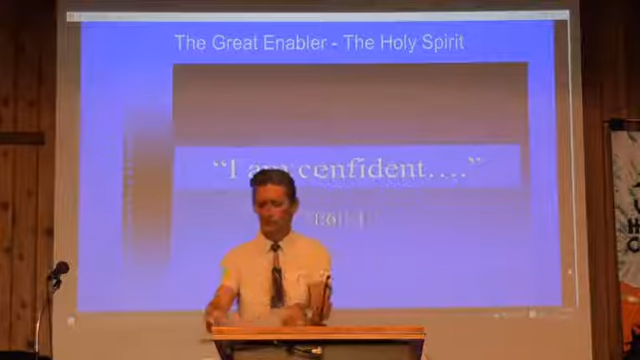 The Great Enabler - The Holy Spirit
“I am confident….”